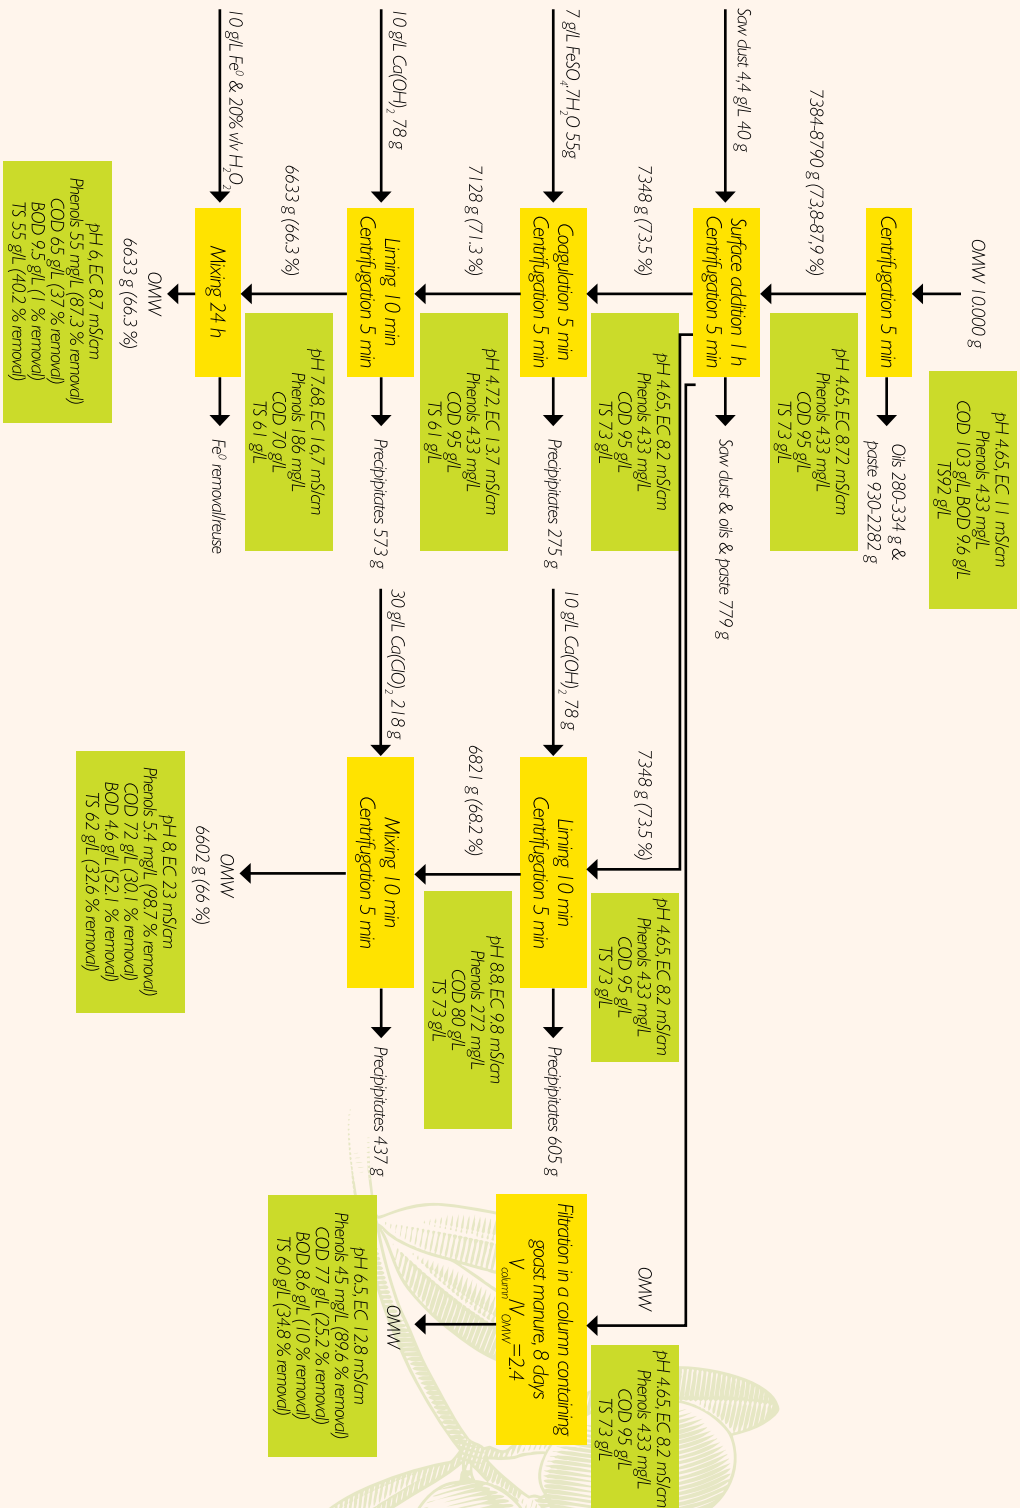 OMW 10.000 g
pH 4.65, EC 11 mS/cm
Phenols 433 mg/L
COD 103 g/L, BOD 9.6 g/L
TS92 g/L
Centrifugation 5 min
Oils 280-334 g &
paste 930-2282 g
7384-8790 g (73,8-87,9 %)
pH 4.65, EC 8.72 mS/cm
Phenols 433 mg/L
COD 95 g/L
TS 73 g/L
Saw dust 4,4 g/L 40 g
Surface addition 1 h
Centrifugation 5 min
Saw dust & oils & paste 779 g
7348 g (73.5 %)
pH 4.65, EC 8.2 mS/cm
Phenols 433 mg/L
COD 95 g/L
TS 73 g/L
7 g/L FeSO4.7H2O 55g
Coagulation 5 min
Centrifugation 5 min
Precipipitates 275 g
7128 g (71.3 %)
pH 4.72, EC 13.7 mS/cm
Phenols 433 mg/L
COD 95 g/L
TS 61 g/L
10 g/L Ca(OH)2 78 g
Liming 10 min
Centrifugation 5 min
Precipipitates 573 g
6633 g (66.3 %)
pH 7.68, EC 16,7 mS/cm
Phenols 186 mg/L
COD 70 g/L
TS 61 g/L
10 g/L Fe0 & 20% v/v H2O2
Mixing 24 h
Fe0 removal/reuse
OMW
6633 g (66.3 %)
pH 6, EC 8.7 mS/cm
Phenols 55 mg/L (87.3 % removal)
COD 65 g/L (37 % removal)
BOD 9.5 g/L (1 % removal)
TS 55 g/L (40.2 % removal)
7348 g (73.5 %)
pH 4.65, EC 8.2 mS/cm
Phenols 433 mg/L
COD 95 g/L
TS 73 g/L
10 g/L Ca(OH)2 78 g
Liming 10 min
Centrifugation 5 min
Precipipitates 605 g
6821 g (68.2 %)
pH 8.8, EC 9.8 mS/cm
Phenols 272 mg/L
COD 80 g/L
TS 73 g/L
30 g/L Ca(ClO)2 218 g
Mixing 10 min
Centrifugation 5 min
Precipipitates 437 g
OMW
6602 g (66 %)
pH 8, EC 23 mS/cm
Phenols 5.4 mg/L (98.7 % removal)
COD 72 g/L (30.1 % removal)
BOD 4.6 g/L (52.1 % removal)
TS 62 g/L (32.6 % removal)
OMW
pH 4.65, EC 8.2 mS/cm
Phenols 433 mg/L
COD 95 g/L
TS 73 g/L
Filtration in a column containing
goast manure, 8 days
Vcolumn/VOMW=2.4
OMW
pH 6.5, EC 12.8 mS/cm
Phenols 45 mg/L (89.6 % removal)
COD 77 g/L (25.2 % removal)
BOD 8.6 g/L (10 % removal)
TS 60 g/L (34.8 % removal)